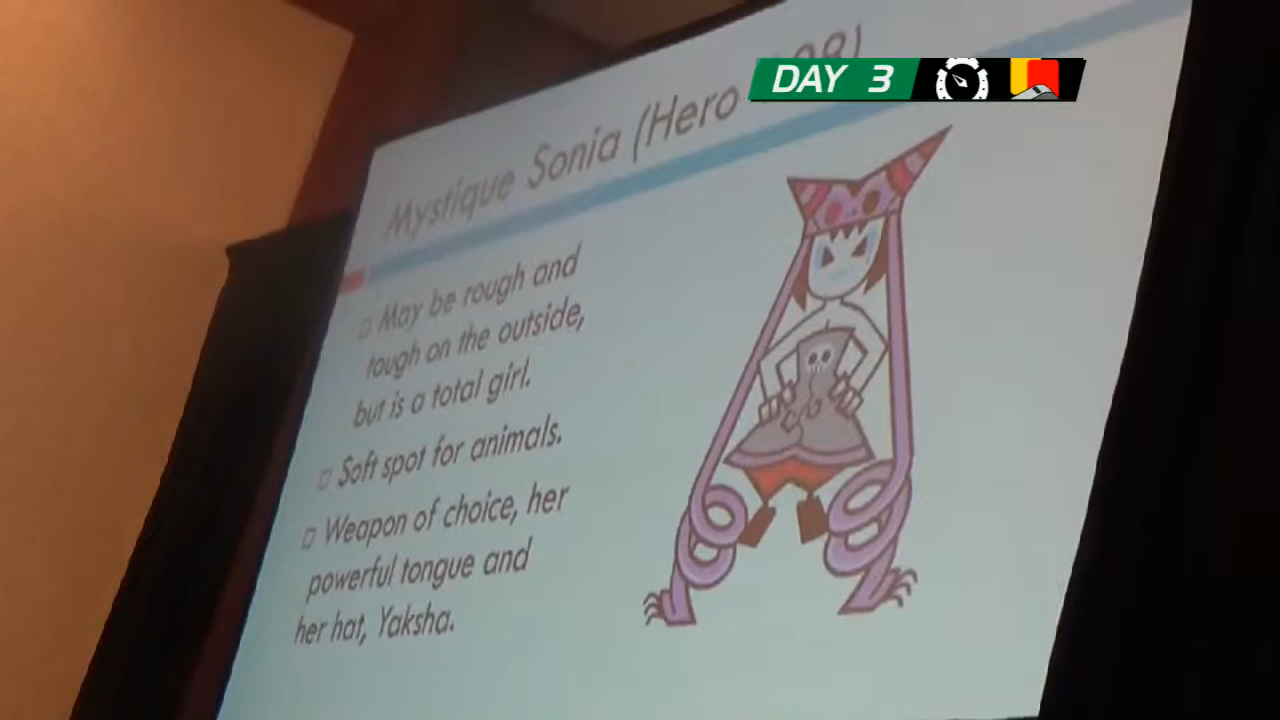 DAY 3
Mystique Sonia (Hero
May be rough and
tough on the outside,
but is a total girl.
Soft spot for animals.
Weapon of choice, her
powerful tongue and
her hat, Yaksha.